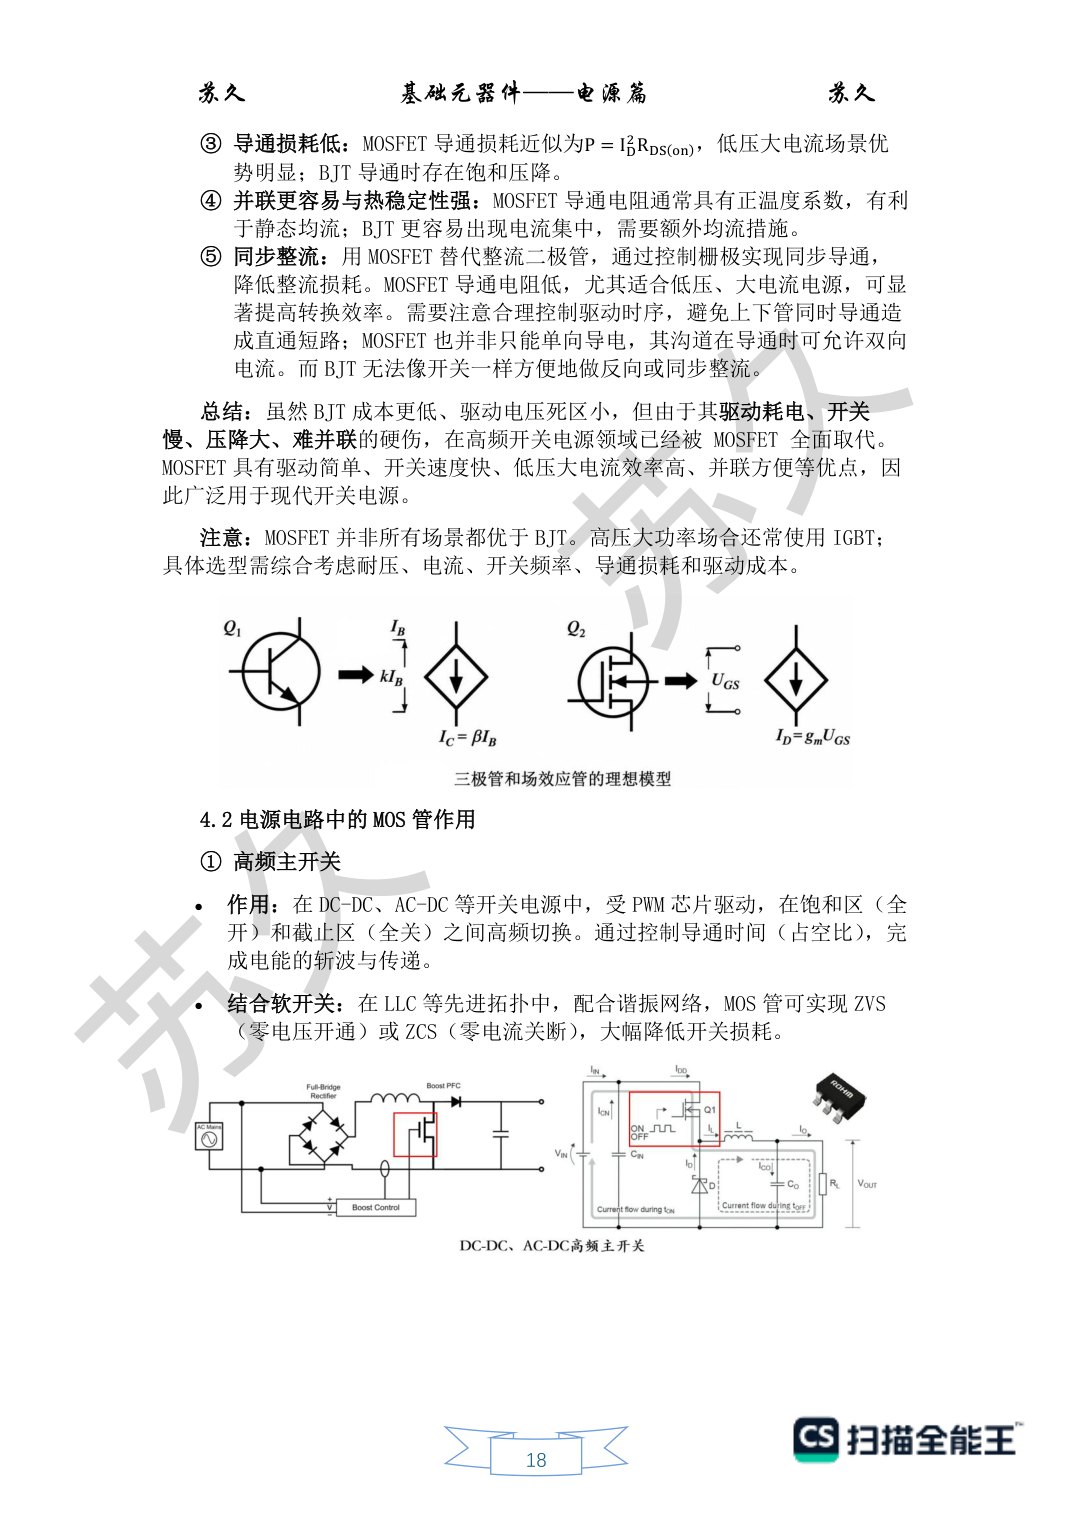 苏久 基础元器件——电源篇 苏久
③ 导通损耗低：MOSFET 导通损耗近似为P = I_D^2R_DS(on)，低压大电流场景优
势明显；BJT 导通时存在饱和压降。
④ 并联更容易与热稳定性强：MOSFET 导通电阻通常具有正温度系数，有利
于静态均流；BJT 更容易出现电流集中，需要额外均流措施。
⑤ 同步整流：用 MOSFET 替代整流二极管，通过控制栅极实现同步导通，
降低整流损耗。MOSFET 导通电阻低，尤其适合低压、大电流电源，可显
著提高转换效率。需要注意合理控制驱动时序，避免上下管同时导通造
成直通短路；MOSFET 也并非只能单向导电，其沟道在导通时可允许双向
电流。而 BJT 无法像开关一样方便地做反向或同步整流。
总结：虽然 BJT 成本更低、驱动电压死区小，但由于其驱动耗电、开关
慢、压降大、难并联的硬伤，在高频开关电源领域已经被 MOSFET 全面取代。
MOSFET 具有驱动简单、开关速度快、低压大电流效率高、并联方便等优点，因
此广泛用于现代开关电源。
注意：MOSFET 并非所有场景都优于 BJT。高压大功率场合还常使用 IGBT；
具体选型需综合考虑耐压、电流、开关频率、导通损耗和驱动成本。
Q1 IB kIB IC = βIB Q2 UGS ID=gmUGS
三极管和场效应管的理想模型
4.2 电源电路中的 MOS 管作用
① 高频主开关
• 作用：在 DC-DC、AC-DC 等开关电源中，受 PWM 芯片驱动，在饱和区（全
开）和截止区（全关）之间高频切换。通过控制导通时间（占空比），完
成电能的斩波与传递。
• 结合软开关：在 LLC 等先进拓扑中，配合谐振网络，MOS 管可实现 ZVS
（零电压开通）或 ZCS（零电流关断），大幅降低开关损耗。
Full-Bridge
Rectifier
Boost PFC
AC Mains
+
V
−
Boost Control
IIN IDD
ICN Q1
ON
OFF
IL L IO
VIN CIN ID ICO
D CO RL VOUT
Current flow during tON
Current flow during tOFF
ROHM
DC-DC、AC-DC高频主开关
18
CS 扫描全能王™
苏久
苏久